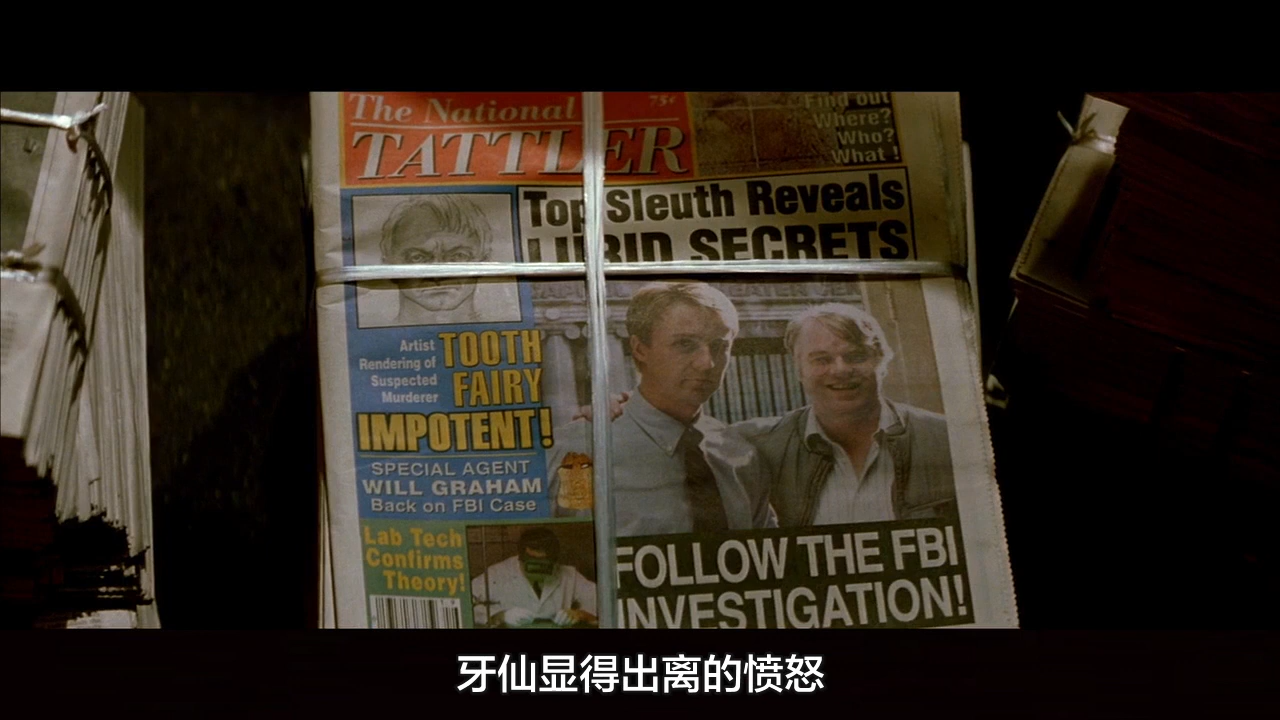 The National
75¢
TATTLER
Find out
Where?
Who?
What !
Top Sleuth Reveals
LURID SECRETS
Artist
Rendering of
Suspected
Murderer
TOOTH
FAIRY
IMPOTENT!
SPECIAL AGENT
WILL GRAHAM
Back on FBI Case
Lab Tech
Confirms
Theory!
FOLLOW THE FBI
INVESTIGATION!
牙仙显得出离的愤怒